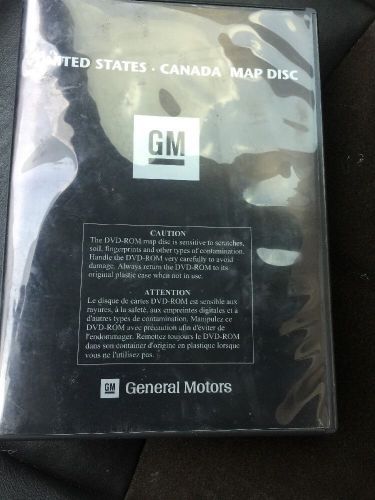 UNITED STATES · CANADA MAP DISC
GM
CAUTION
The DVD-ROM map disc is sensitive to scratches,
soil, fingerprints and other types of contamination.
Handle the DVD-ROM very carefully to avoid
damage. Always return the DVD-ROM to its
original plastic case when not in use.
ATTENTION
Le disque de cartes DVD-ROM est sensible aux
rayures, à la saleté, aux empreintes digitales et a
d'autres types de contamination. Manipulez ce
DVD-ROM avec précaution afin d'éviter de
l'endommager. Remettez toujours le DVD-ROM
dans son container d'origine en plastique lorsque
vous ne l'utilisez pas.
GM General Motors